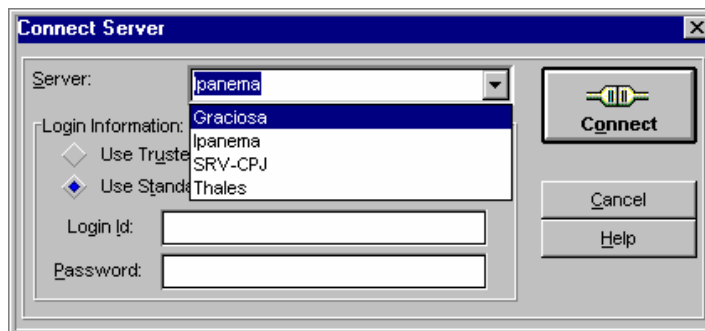 Connect Server
Server:
Ipanema
Graciosa
Ipanema
SRV-CPJ
Thales
Login Information:
Use Truste
Use Standa
Login Id:
Password:
Connect
Cancel
Help